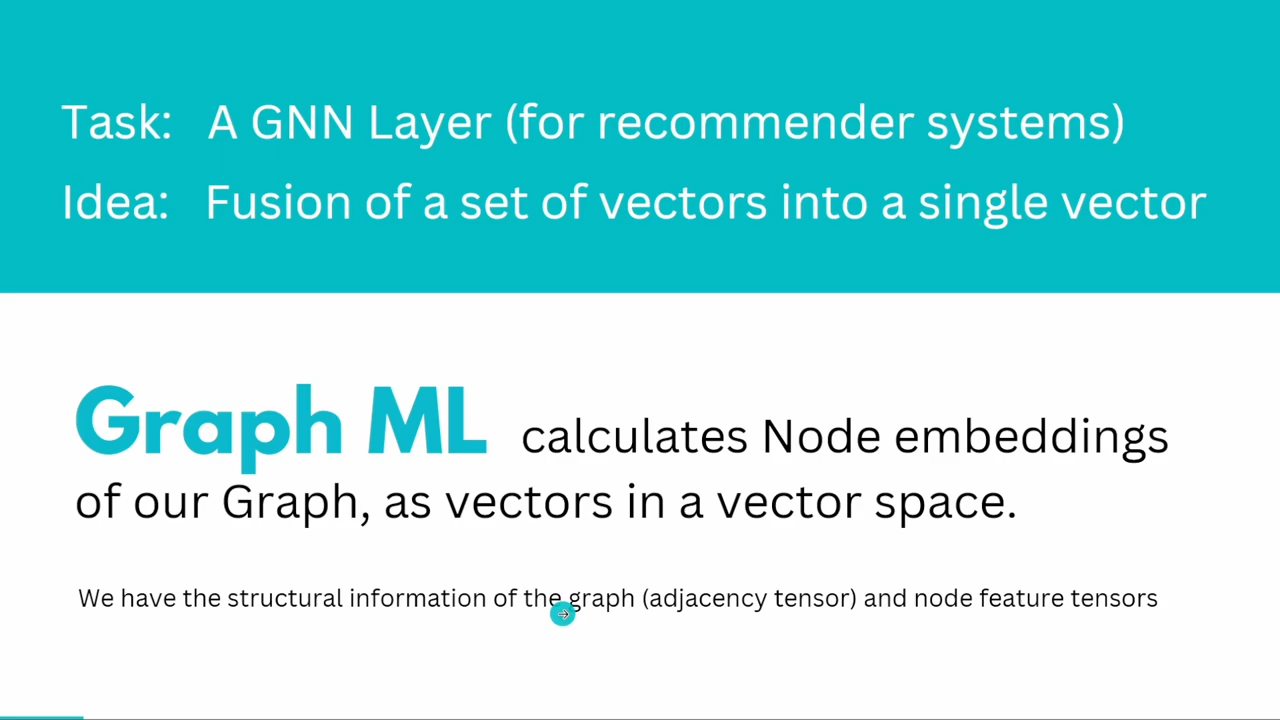 Task: A GNN Layer (for recommender systems)
Idea: Fusion of a set of vectors into a single vector
Graph ML calculates Node embeddings
of our Graph, as vectors in a vector space.
We have the structural information of the graph (adjacency tensor) and node feature tensors